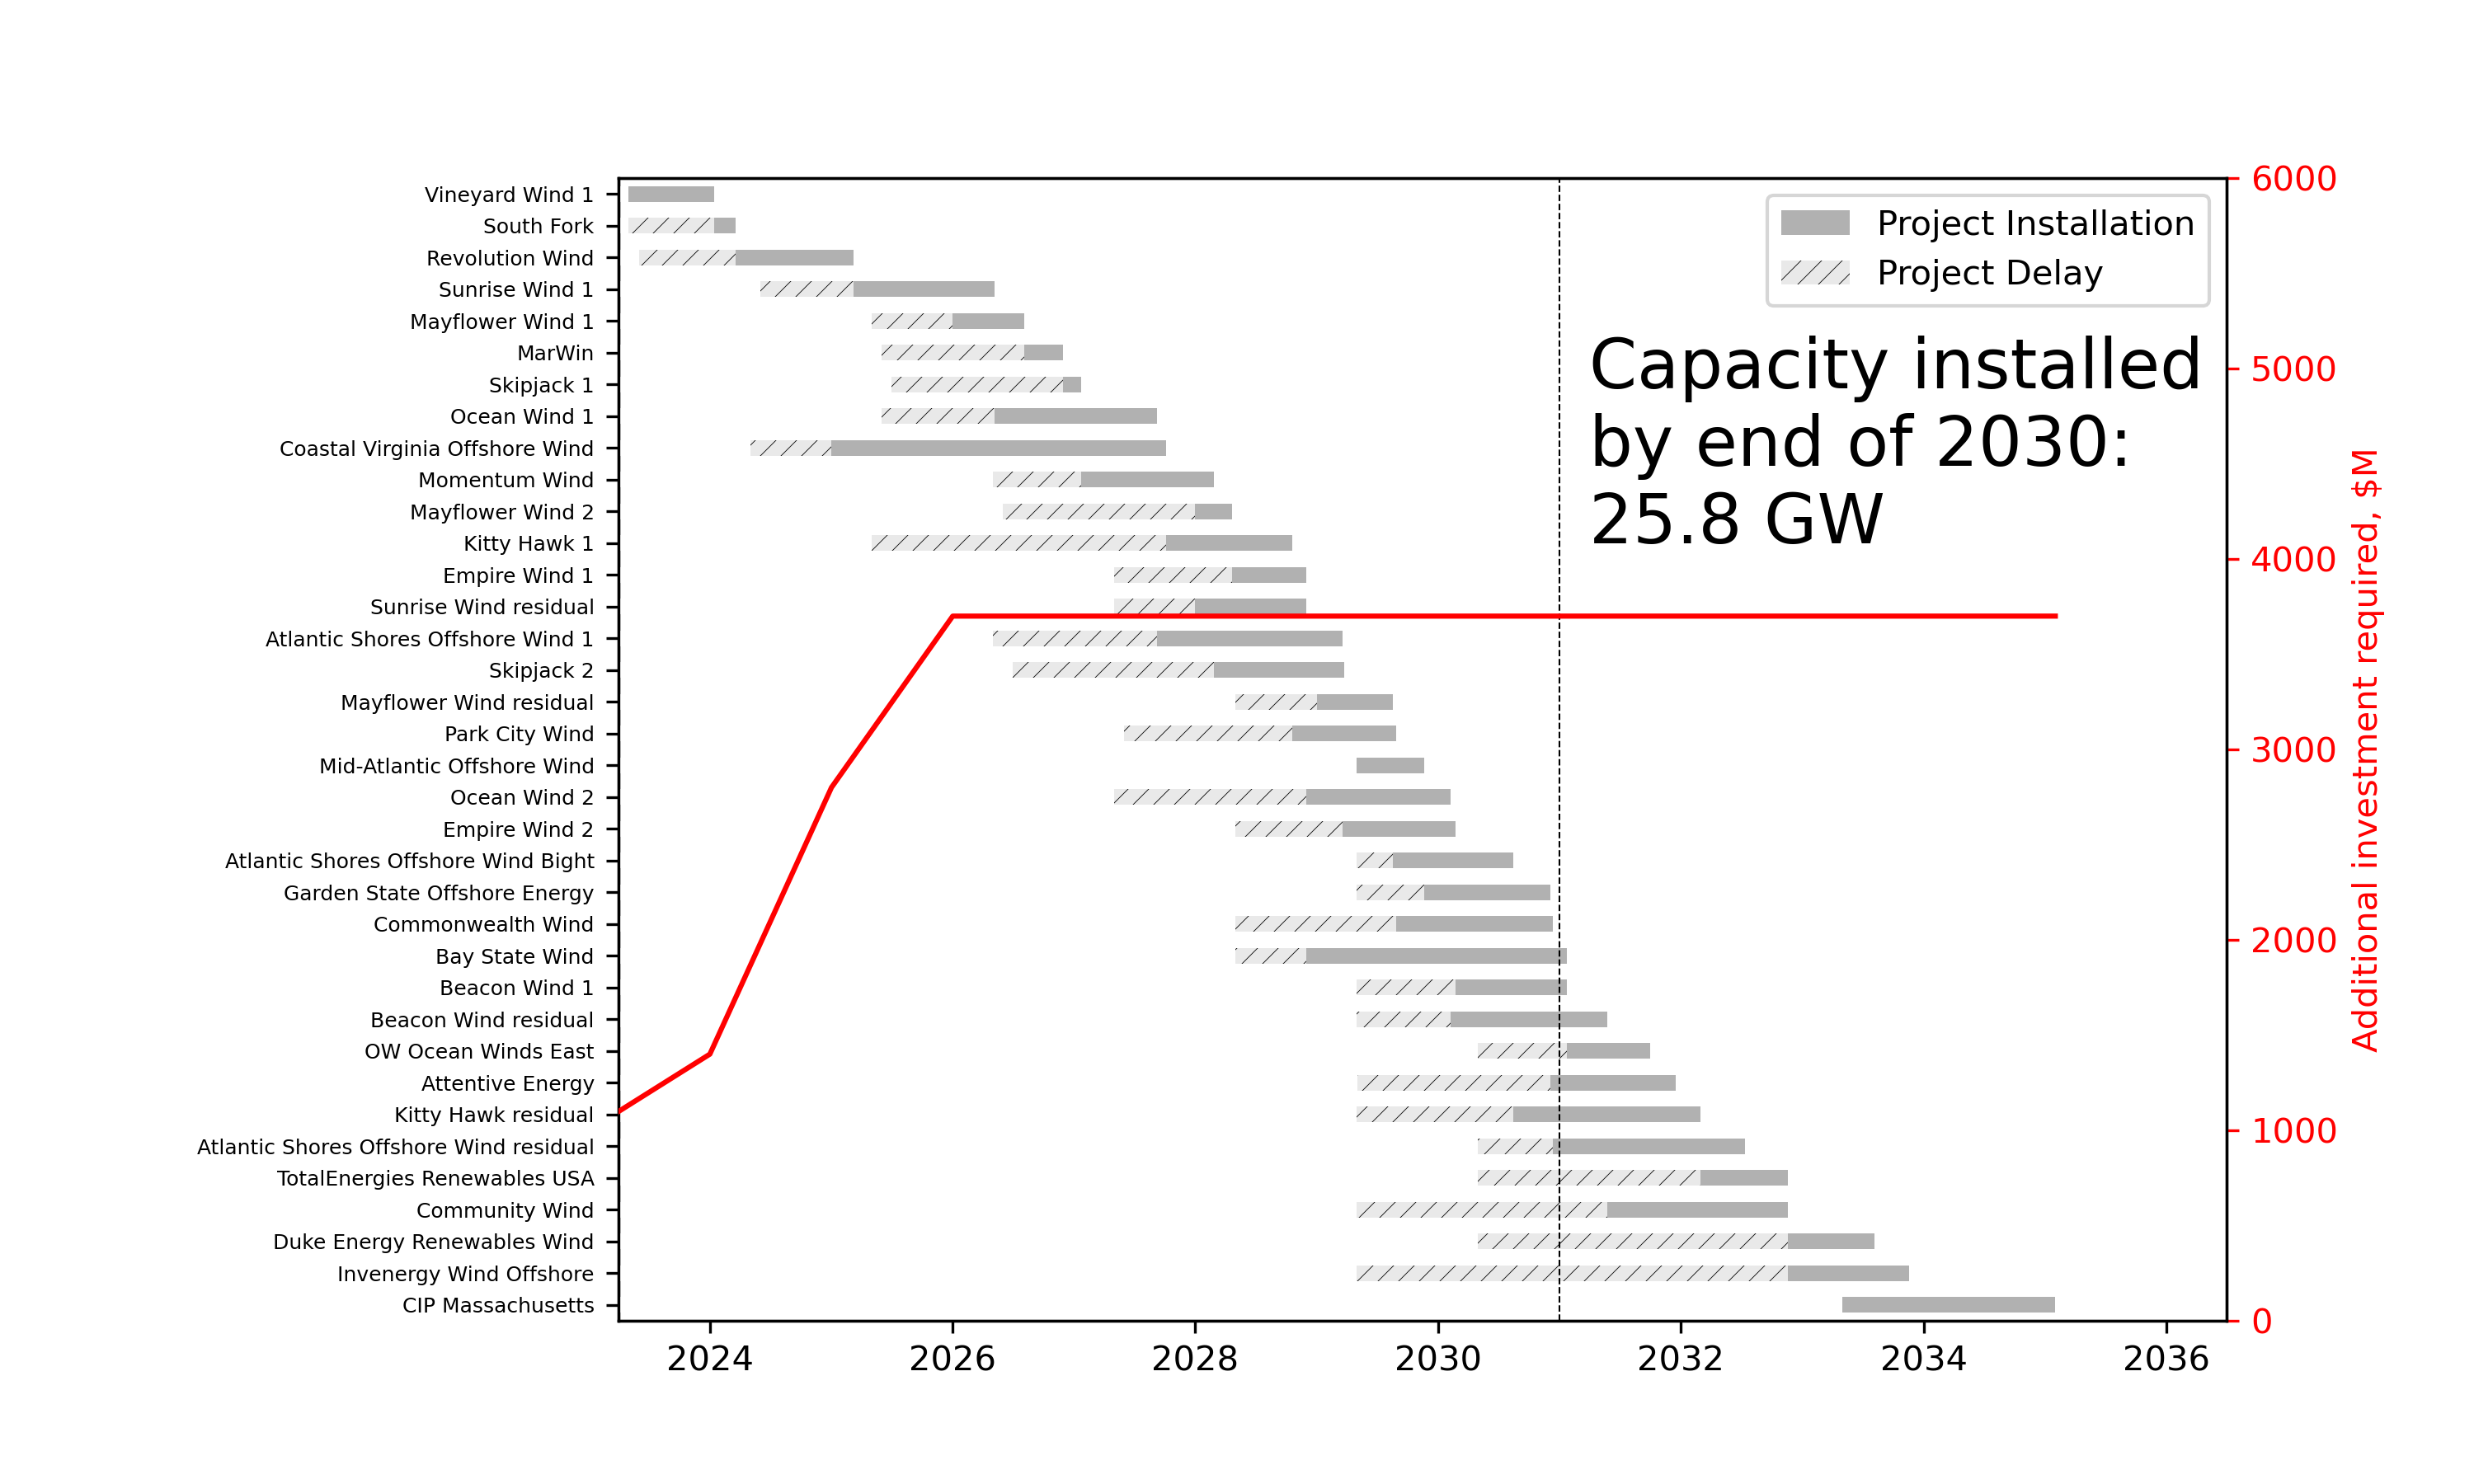 Vineyard Wind 1
South Fork
Revolution Wind
Sunrise Wind 1
Mayflower Wind 1
MarWin
Skipjack 1
Ocean Wind 1
Coastal Virginia Offshore Wind
Momentum Wind
Mayflower Wind 2
Kitty Hawk 1
Empire Wind 1
Sunrise Wind residual
Atlantic Shores Offshore Wind 1
Skipjack 2
Mayflower Wind residual
Park City Wind
Mid-Atlantic Offshore Wind
Ocean Wind 2
Empire Wind 2
Atlantic Shores Offshore Wind Bight
Garden State Offshore Energy
Commonwealth Wind
Bay State Wind
Beacon Wind 1
Beacon Wind residual
OW Ocean Winds East
Attentive Energy
Kitty Hawk residual
Atlantic Shores Offshore Wind residual
TotalEnergies Renewables USA
Community Wind
Duke Energy Renewables Wind
Invenergy Wind Offshore
CIP Massachusetts
Project Installation
Project Delay
Capacity installed
by end of 2030:
25.8 GW
6000
5000
4000
3000
2000
1000
0
Additional investment required, $M
2024 2026 2028 2030 2032 2034 2036